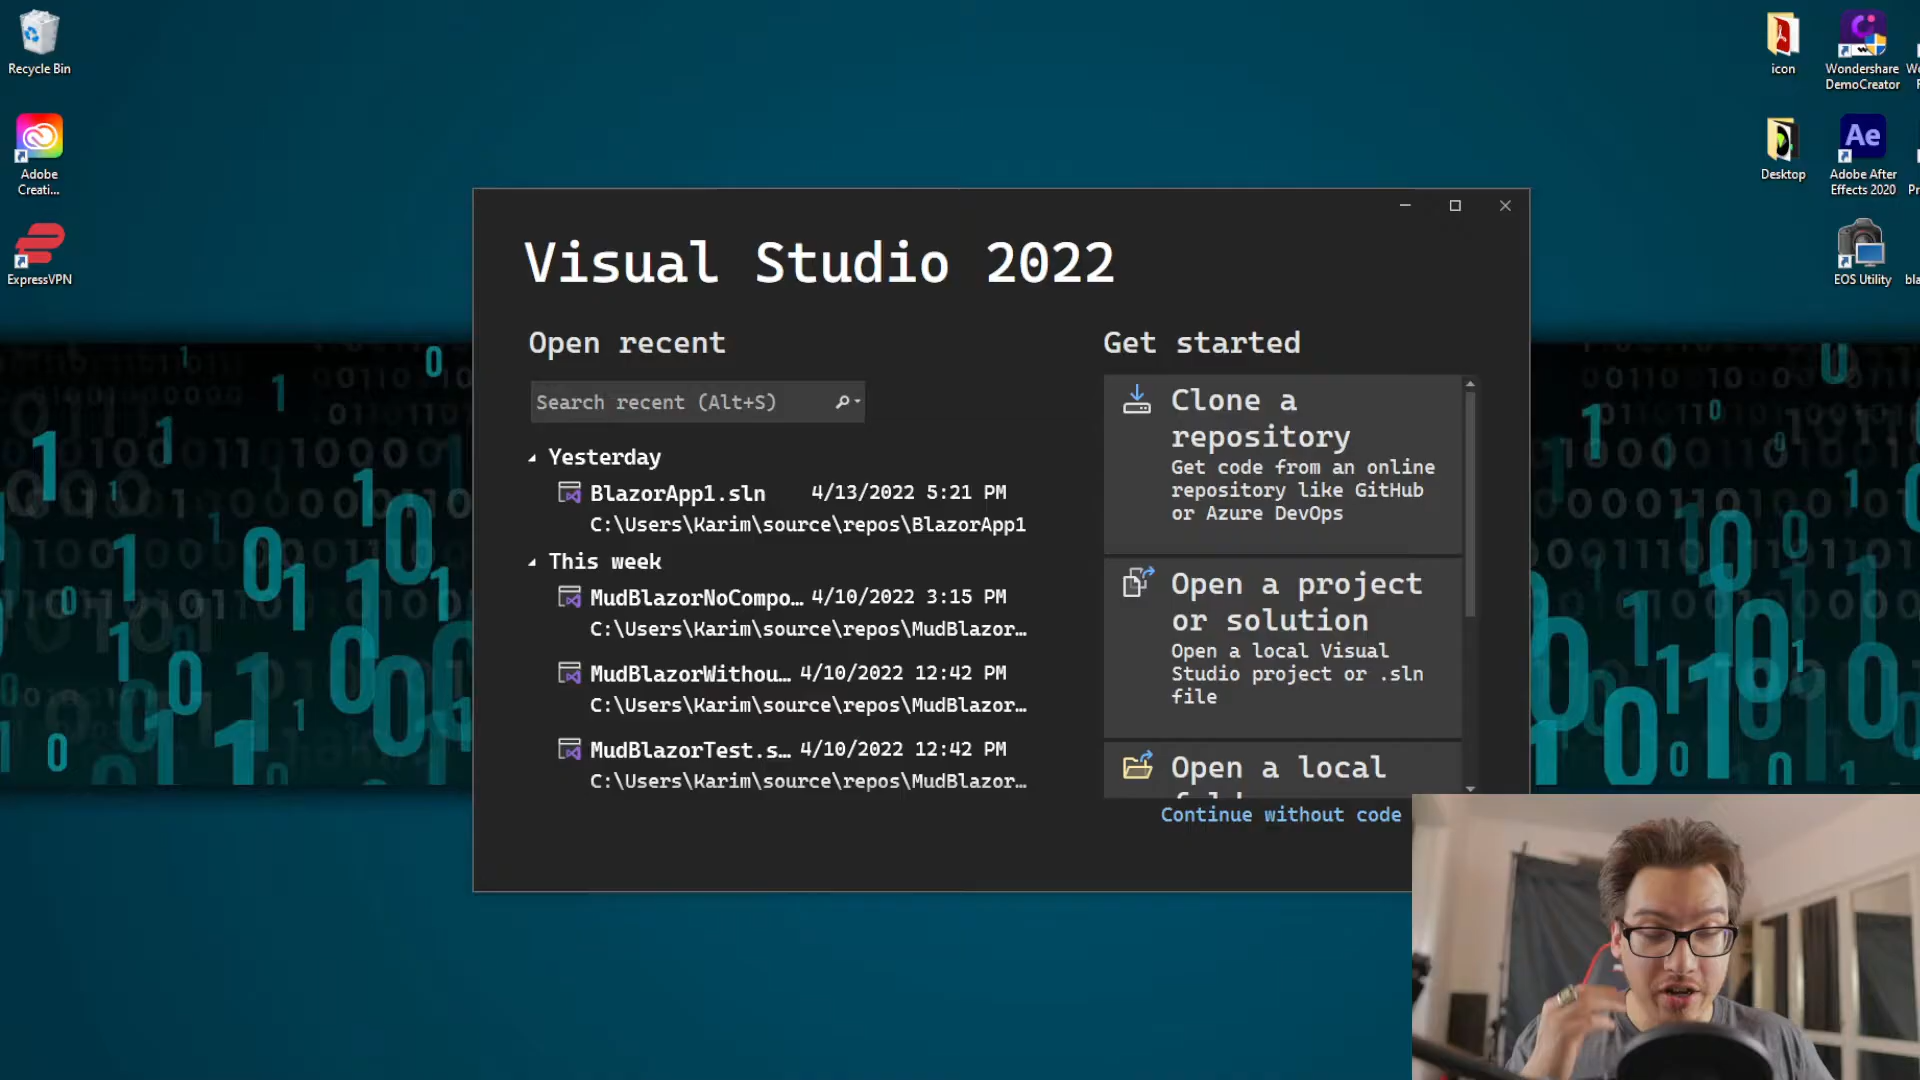 Recycle Bin
Adobe
Creati...
ExpressVPN
icon
Wondershare
DemoCreator
Desktop
Adobe After
Effects 2020
EOS Utility
Visual Studio 2022
Open recent
Search recent (Alt+S)
Yesterday
BlazorApp1.sln 4/13/2022 5:21 PM
C:\Users\Karim\source\repos\BlazorApp1
This week
MudBlazorNoCompo... 4/10/2022 3:15 PM
C:\Users\Karim\source\repos\MudBlazor...
MudBlazorWithou... 4/10/2022 12:42 PM
C:\Users\Karim\source\repos\MudBlazor...
MudBlazorTest.s... 4/10/2022 12:42 PM
C:\Users\Karim\source\repos\MudBlazor...
Get started
Clone a
repository
Get code from an online
repository like GitHub
or Azure DevOps
Open a project
or solution
Open a local Visual
Studio project or .sln
file
Open a local
Continue without code